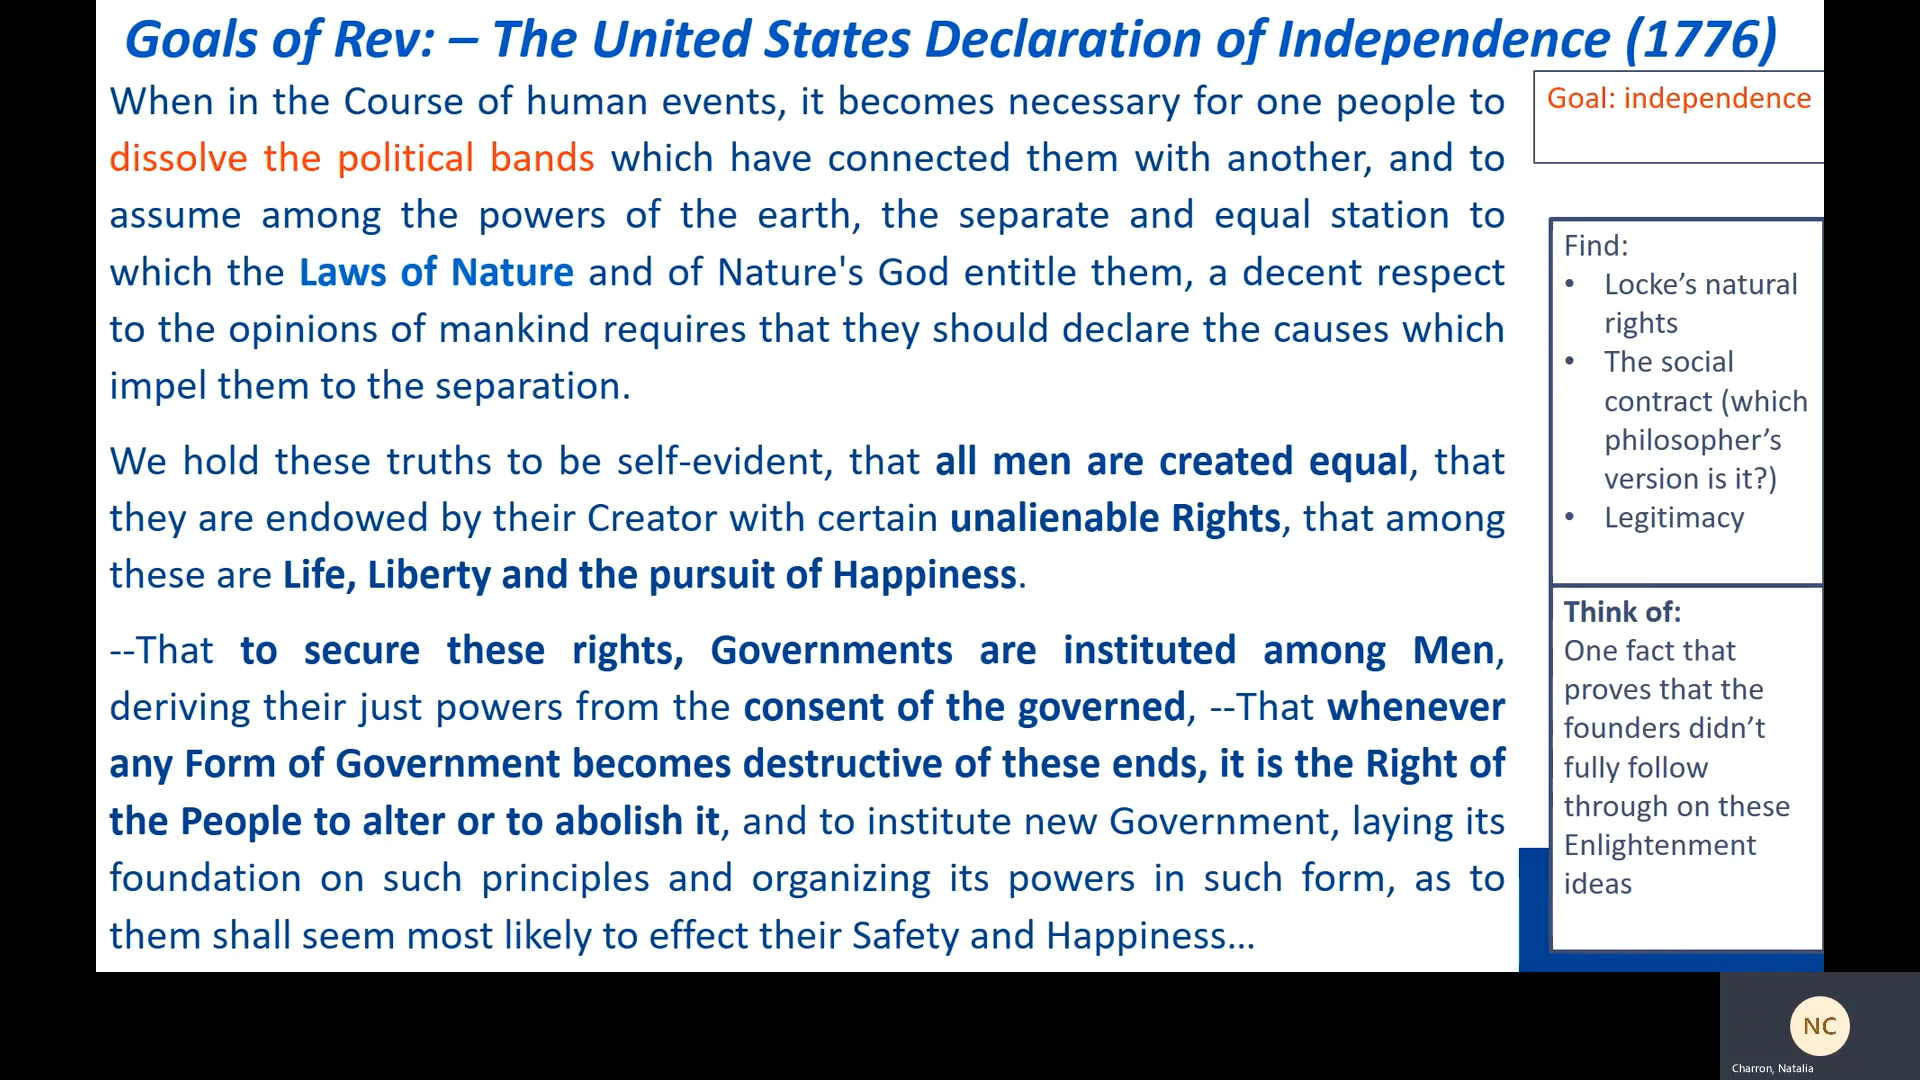 Goals of Rev: – The United States Declaration of Independence (1776)
When in the Course of human events, it becomes necessary for one people to
dissolve the political bands which have connected them with another, and to
assume among the powers of the earth, the separate and equal station to
which the Laws of Nature and of Nature's God entitle them, a decent respect
to the opinions of mankind requires that they should declare the causes which
impel them to the separation.
We hold these truths to be self-evident, that all men are created equal, that
they are endowed by their Creator with certain unalienable Rights, that among
these are Life, Liberty and the pursuit of Happiness.
--That to secure these rights, Governments are instituted among Men,
deriving their just powers from the consent of the governed, --That whenever
any Form of Government becomes destructive of these ends, it is the Right of
the People to alter or to abolish it, and to institute new Government, laying its
foundation on such principles and organizing its powers in such form, as to
them shall seem most likely to effect their Safety and Happiness…
Goal: independence
Find:
• Locke’s natural
rights
• The social
contract (which
philosopher’s
version is it?)
• Legitimacy
Think of:
One fact that
proves that the
founders didn’t
fully follow
through on these
Enlightenment
ideas
NC
Charron, Natalia